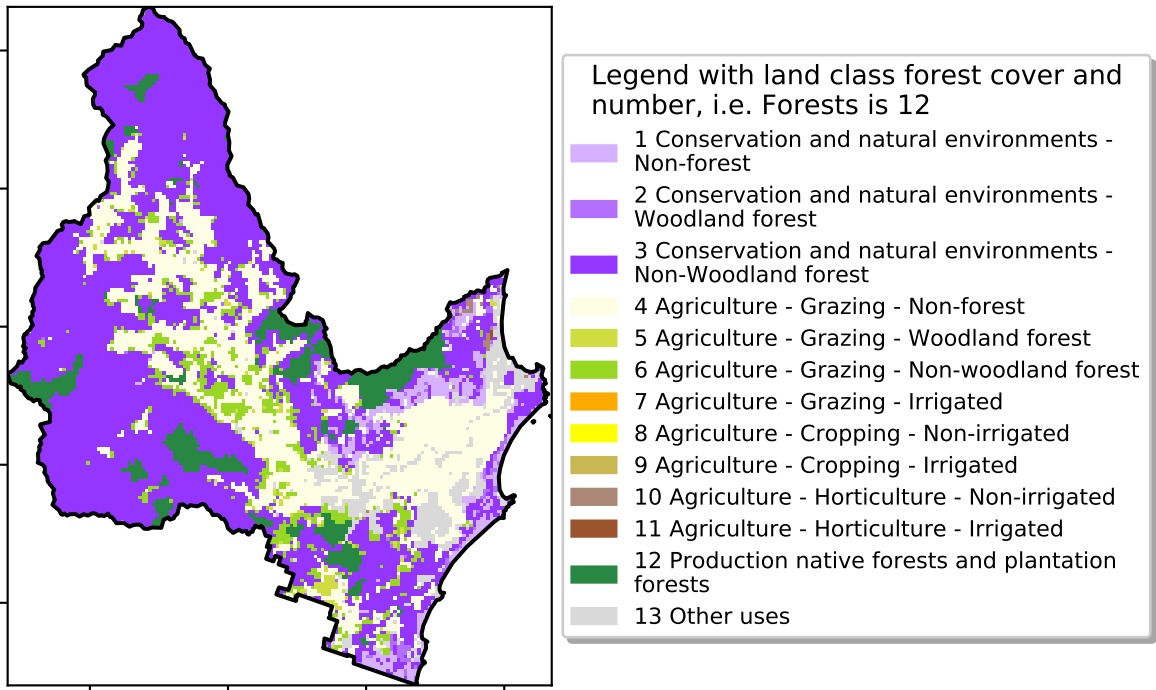 Legend with land class forest cover and
number, i.e. Forests is 12
1 Conservation and natural environments -
Non-forest
2 Conservation and natural environments -
Woodland forest
3 Conservation and natural environments -
Non-Woodland forest
4 Agriculture - Grazing - Non-forest
5 Agriculture - Grazing - Woodland forest
6 Agriculture - Grazing - Non-woodland forest
7 Agriculture - Grazing - Irrigated
8 Agriculture - Cropping - Non-irrigated
9 Agriculture - Cropping - Irrigated
10 Agriculture - Horticulture - Non-irrigated
11 Agriculture - Horticulture - Irrigated
12 Production native forests and plantation
forests
13 Other uses